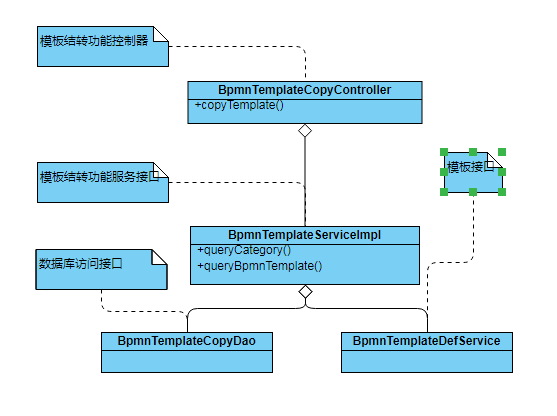 模板结转功能控制器
BpmnTemplateCopyController
+copyTemplate()
模板接口
模板结转功能服务接口
BpmnTemplateServiceImpl
+queryCategory()
+queryBpmnTemplate()
数据库访问接口
BpmnTemplateCopyDao
BpmnTemplateDefService